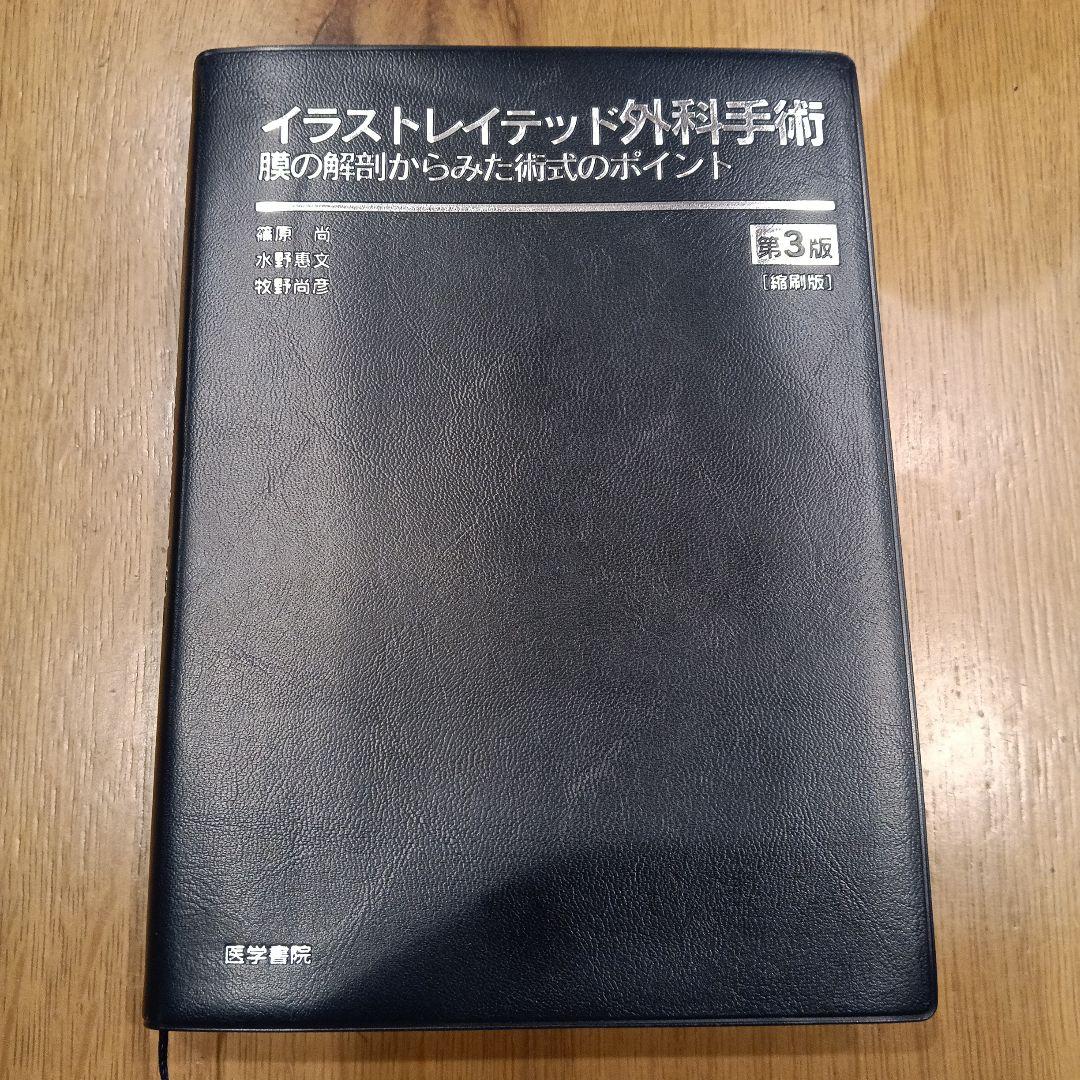 イラストレイテッド外科手術
膜の解剖からみた術式のポイント
篠原 尚
水野惠文
牧野尚彦
第3版
[縮刷版]
医学書院